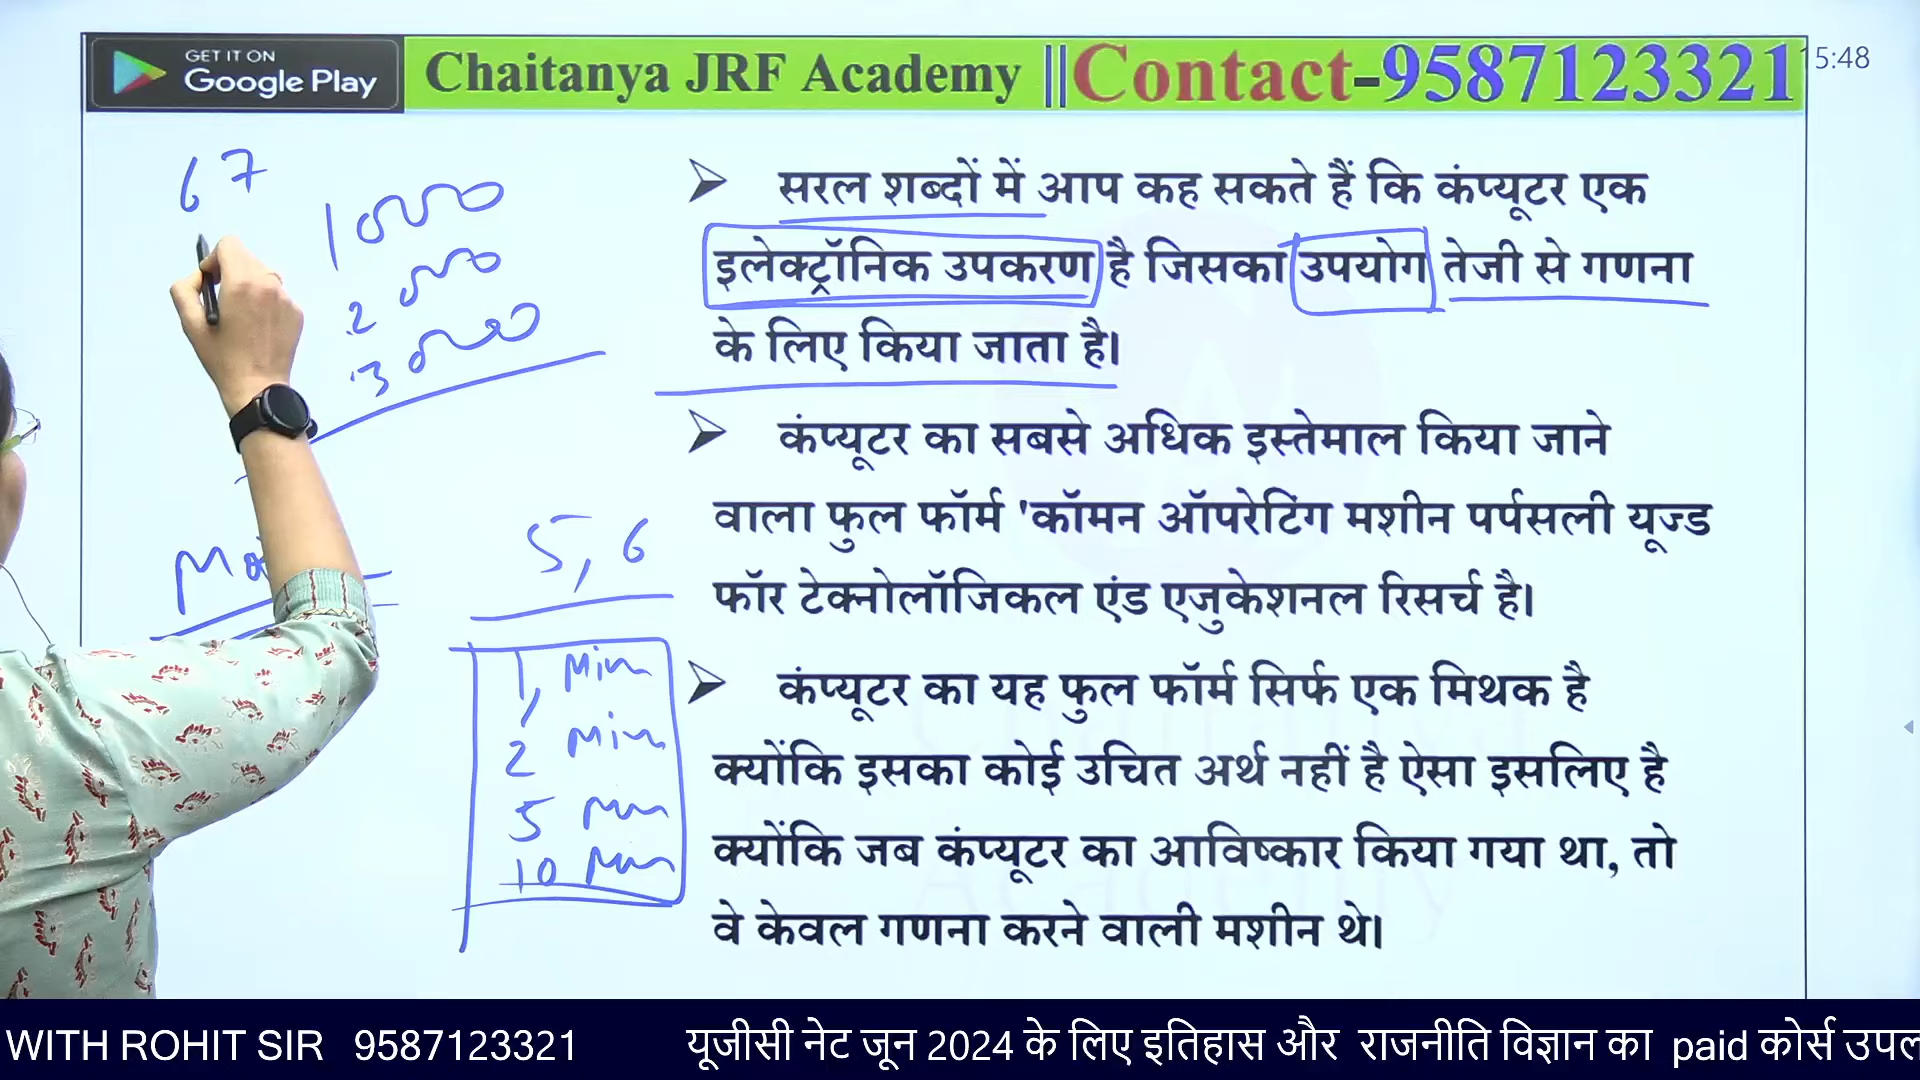 GET IT ON
Google Play
Chaitanya JRF Academy ||Contact-9587123321
15:48
6 7
1000
2000
3000
5, 6
1, Min
2 Min
5 Min
10 Min
सरल शब्दों में आप कह सकते हैं कि कंप्यूटर एक
इलेक्ट्रॉनिक उपकरण है जिसका उपयोग तेजी से गणना
के लिए किया जाता है।
कंप्यूटर का सबसे अधिक इस्तेमाल किया जाने
वाला फुल फॉर्म 'कॉमन ऑपरेटिंग मशीन पर्पसली यूज्ड
फॉर टेक्नोलॉजिकल एंड एजुकेशनल रिसर्च है।
कंप्यूटर का यह फुल फॉर्म सिर्फ एक मिथक है
क्योंकि इसका कोई उचित अर्थ नहीं है ऐसा इसलिए है
क्योंकि जब कंप्यूटर का आविष्कार किया गया था, तो
वे केवल गणना करने वाली मशीन थे।
WITH ROHIT SIR 9587123321 यूजीसी नेट जून 2024 के लिए इतिहास और राजनीति विज्ञान का paid कोर्स